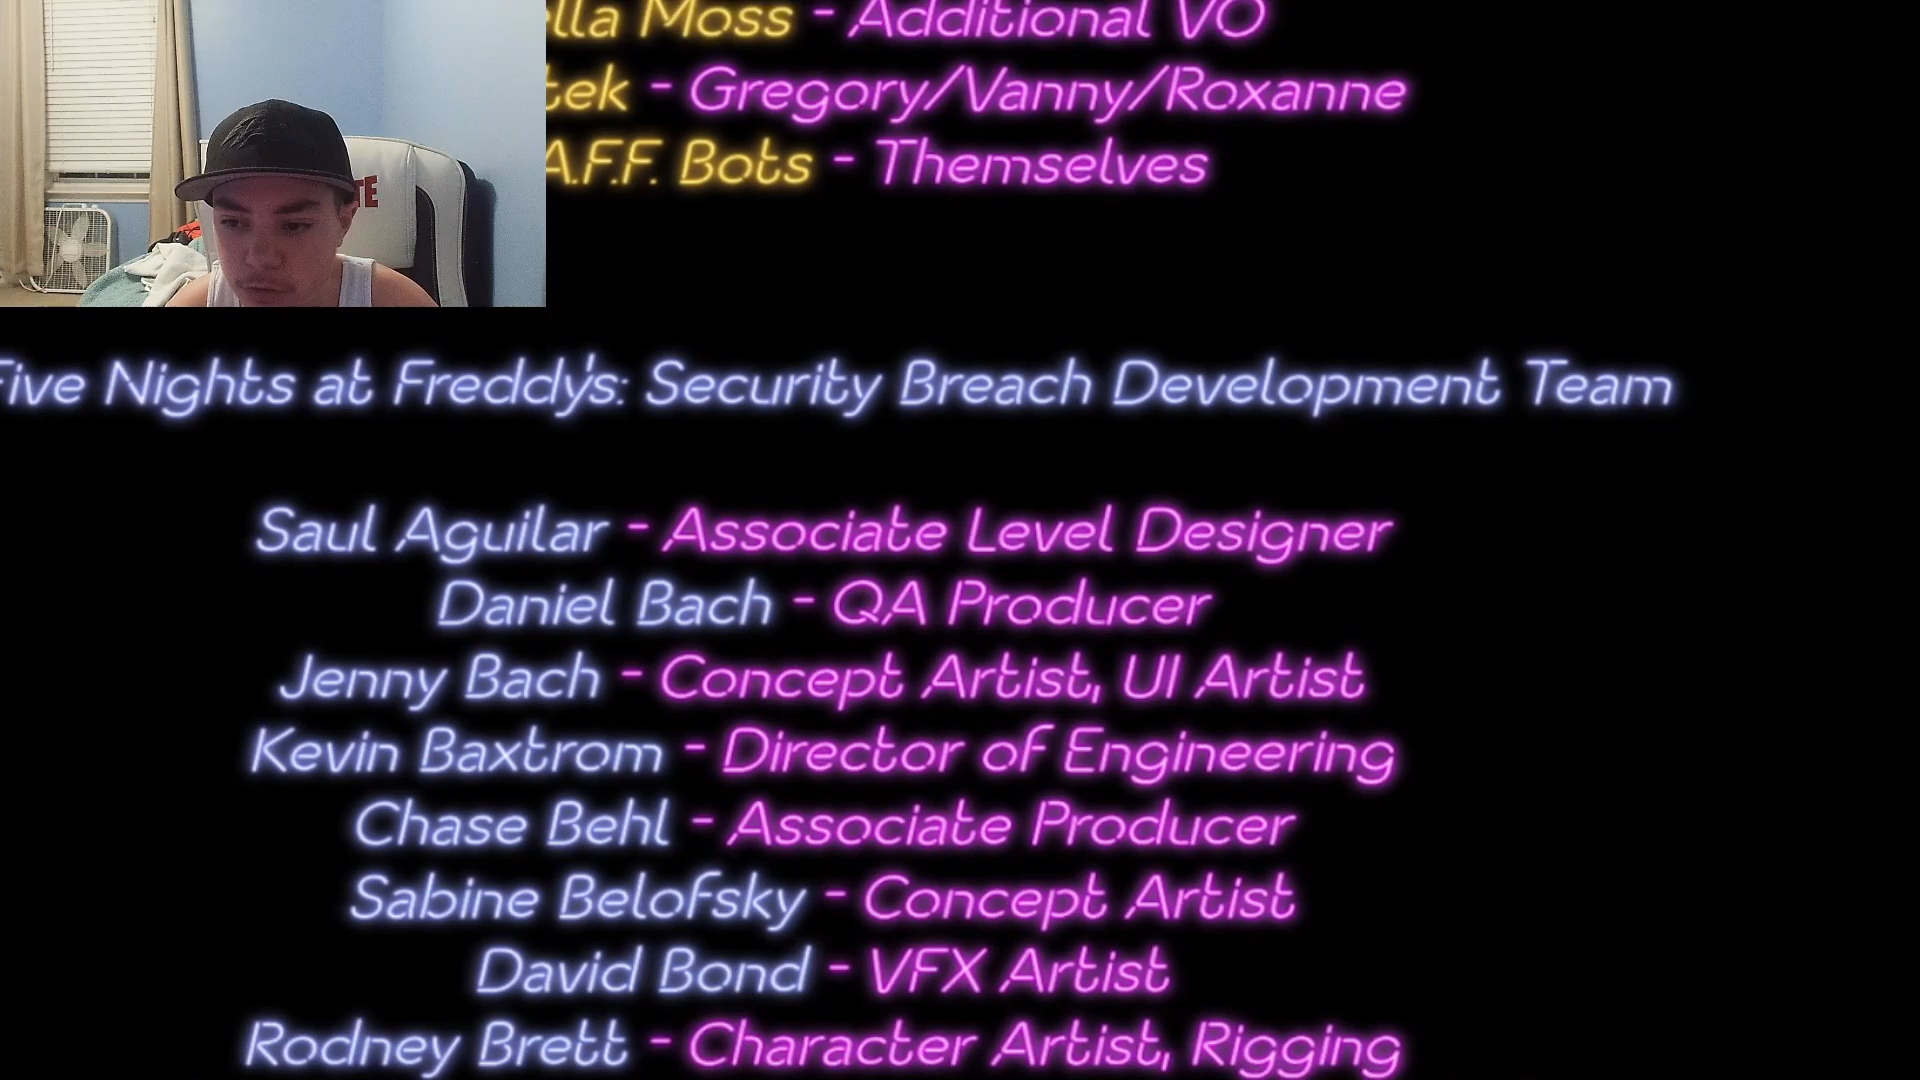 Moss - Additional VO
- Gregory/Vanny/Roxanne
A.F.F. Bots - Themselves
Five Nights at Freddy's: Security Breach Development Team
Saul Aguilar - Associate Level Designer
Daniel Bach - QA Producer
Jenny Bach - Concept Artist, UI Artist
Kevin Baxtrom - Director of Engineering
Chase Behl - Associate Producer
Sabine Belofsky - Concept Artist
David Bond - VFX Artist
Rodney Brett - Character Artist, Rigging